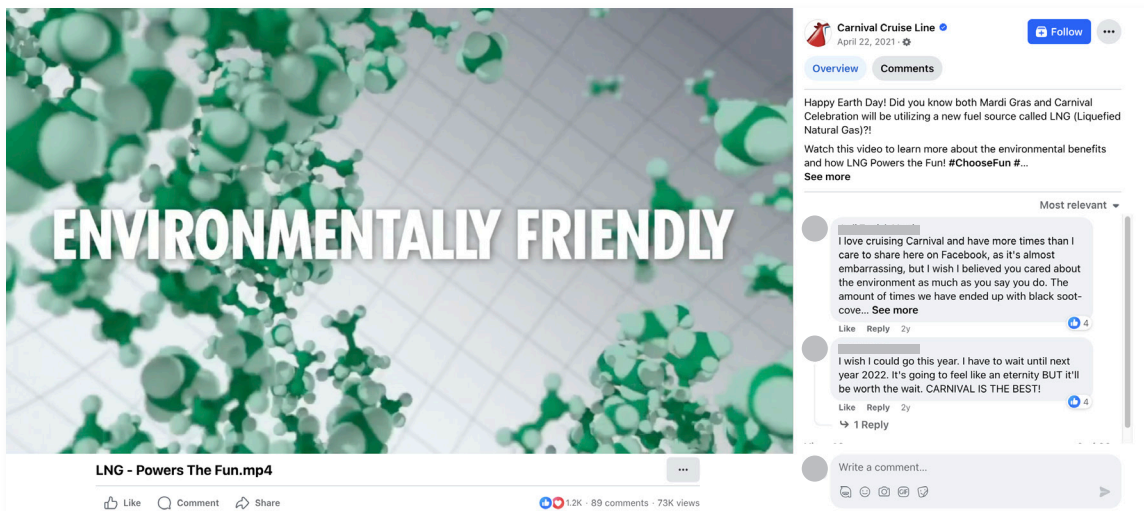 ENVIRONMENTALLY FRIENDLY
LNG - Powers The Fun.mp4
Like Comment Share
1.2K · 89 comments · 73K views
Carnival Cruise Line
April 22, 2021 ·
Follow
Overview Comments
Happy Earth Day! Did you know both Mardi Gras and Carnival
Celebration will be utilizing a new fuel source called LNG (Liquefied
Natural Gas)?!
Watch this video to learn more about the environmental benefits
and how LNG Powers the Fun! #ChooseFun #...
See more
Most relevant
I love cruising Carnival and have more times than I
care to share here on Facebook, as it's almost
embarrassing, but I wish I believed you cared about
the environment as much as you say you do. The
amount of times we have ended up with black soot-
cove... See more
Like Reply 2y
4
I wish I could go this year. I have to wait until next
year 2022. It's going to feel like an eternity BUT it'll
be worth the wait. CARNIVAL IS THE BEST!
Like Reply 2y
4
1 Reply
Write a comment...
GIF